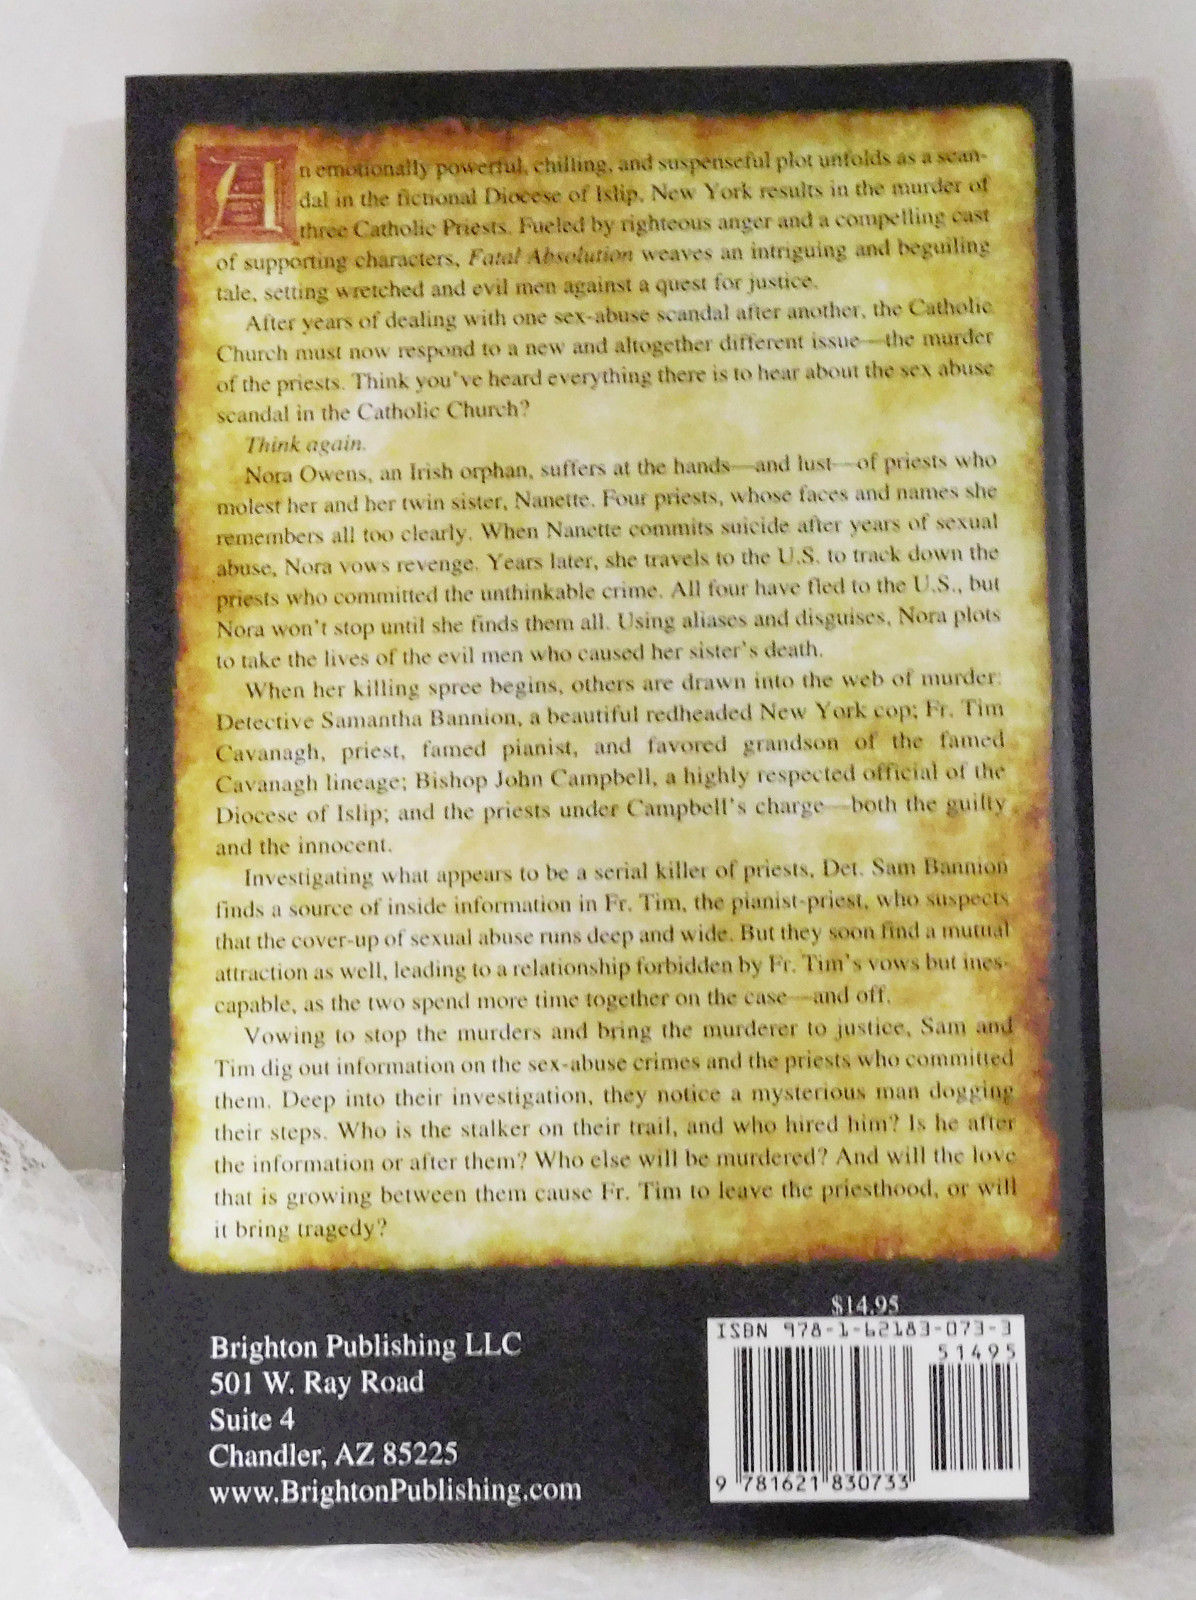 An emotionally powerful, chilling, and suspenseful plot unfolds as a scan-
dal in the fictional Diocese of Islip, New York results in the murder of
three Catholic Priests. Fueled by righteous anger and a compelling cast
of supporting characters, Fatal Absolution weaves an intriguing and beguiling
tale, setting wretched and evil men against a quest for justice.
After years of dealing with one sex-abuse scandal after another, the Catholic
Church must now respond to a new and altogether different issue—the murder
of the priests. Think you've heard everything there is to hear about the sex abuse
scandal in the Catholic Church?
Think again.
Nora Owens, an Irish orphan, suffers at the hands—and lust—of priests who
molest her and her twin sister, Nanette. Four priests, whose faces and names she
remembers all too clearly. When Nanette commits suicide after years of sexual
abuse, Nora vows revenge. Years later, she travels to the U.S. to track down the
priests who committed the unthinkable crime. All four have fled to the U.S., but
Nora won't stop until she finds them all. Using aliases and disguises, Nora plots
to take the lives of the evil men who caused her sister's death.
When her killing spree begins, others are drawn into the web of murder:
Detective Samantha Bannion, a beautiful redheaded New York cop; Fr. Tim
Cavanagh, priest, famed pianist, and favored grandson of the famed
Cavanagh lineage; Bishop John Campbell, a highly respected official of the
Diocese of Islip; and the priests under Campbell's charge—both the guilty
and the innocent.
Investigating what appears to be a serial killer of priests, Det. Sam Bannion
finds a source of inside information in Fr. Tim, the pianist-priest, who suspects
that the cover-up of sexual abuse runs deep and wide. But they soon find a mutual
attraction as well, leading to a relationship forbidden by Fr. Tim's vows but ines-
capable, as the two spend more time together on the case—and off.
Vowing to stop the murders and bring the murderer to justice, Sam and
Tim dig out information on the sex-abuse crimes and the priests who committed
them. Deep into their investigation, they notice a mysterious man dogging
their steps. Who is the stalker on their trail, and who hired him? Is he after
the information or after them? Who else will be murdered? And will the love
that is growing between them cause Fr. Tim to leave the priesthood, or will
it bring tragedy?
Brighton Publishing LLC
501 W. Ray Road
Suite 4
Chandler, AZ 85225
www.BrightonPublishing.com
$14.95
ISBN 978-1-62183-073-3
51495
9 781621 830733